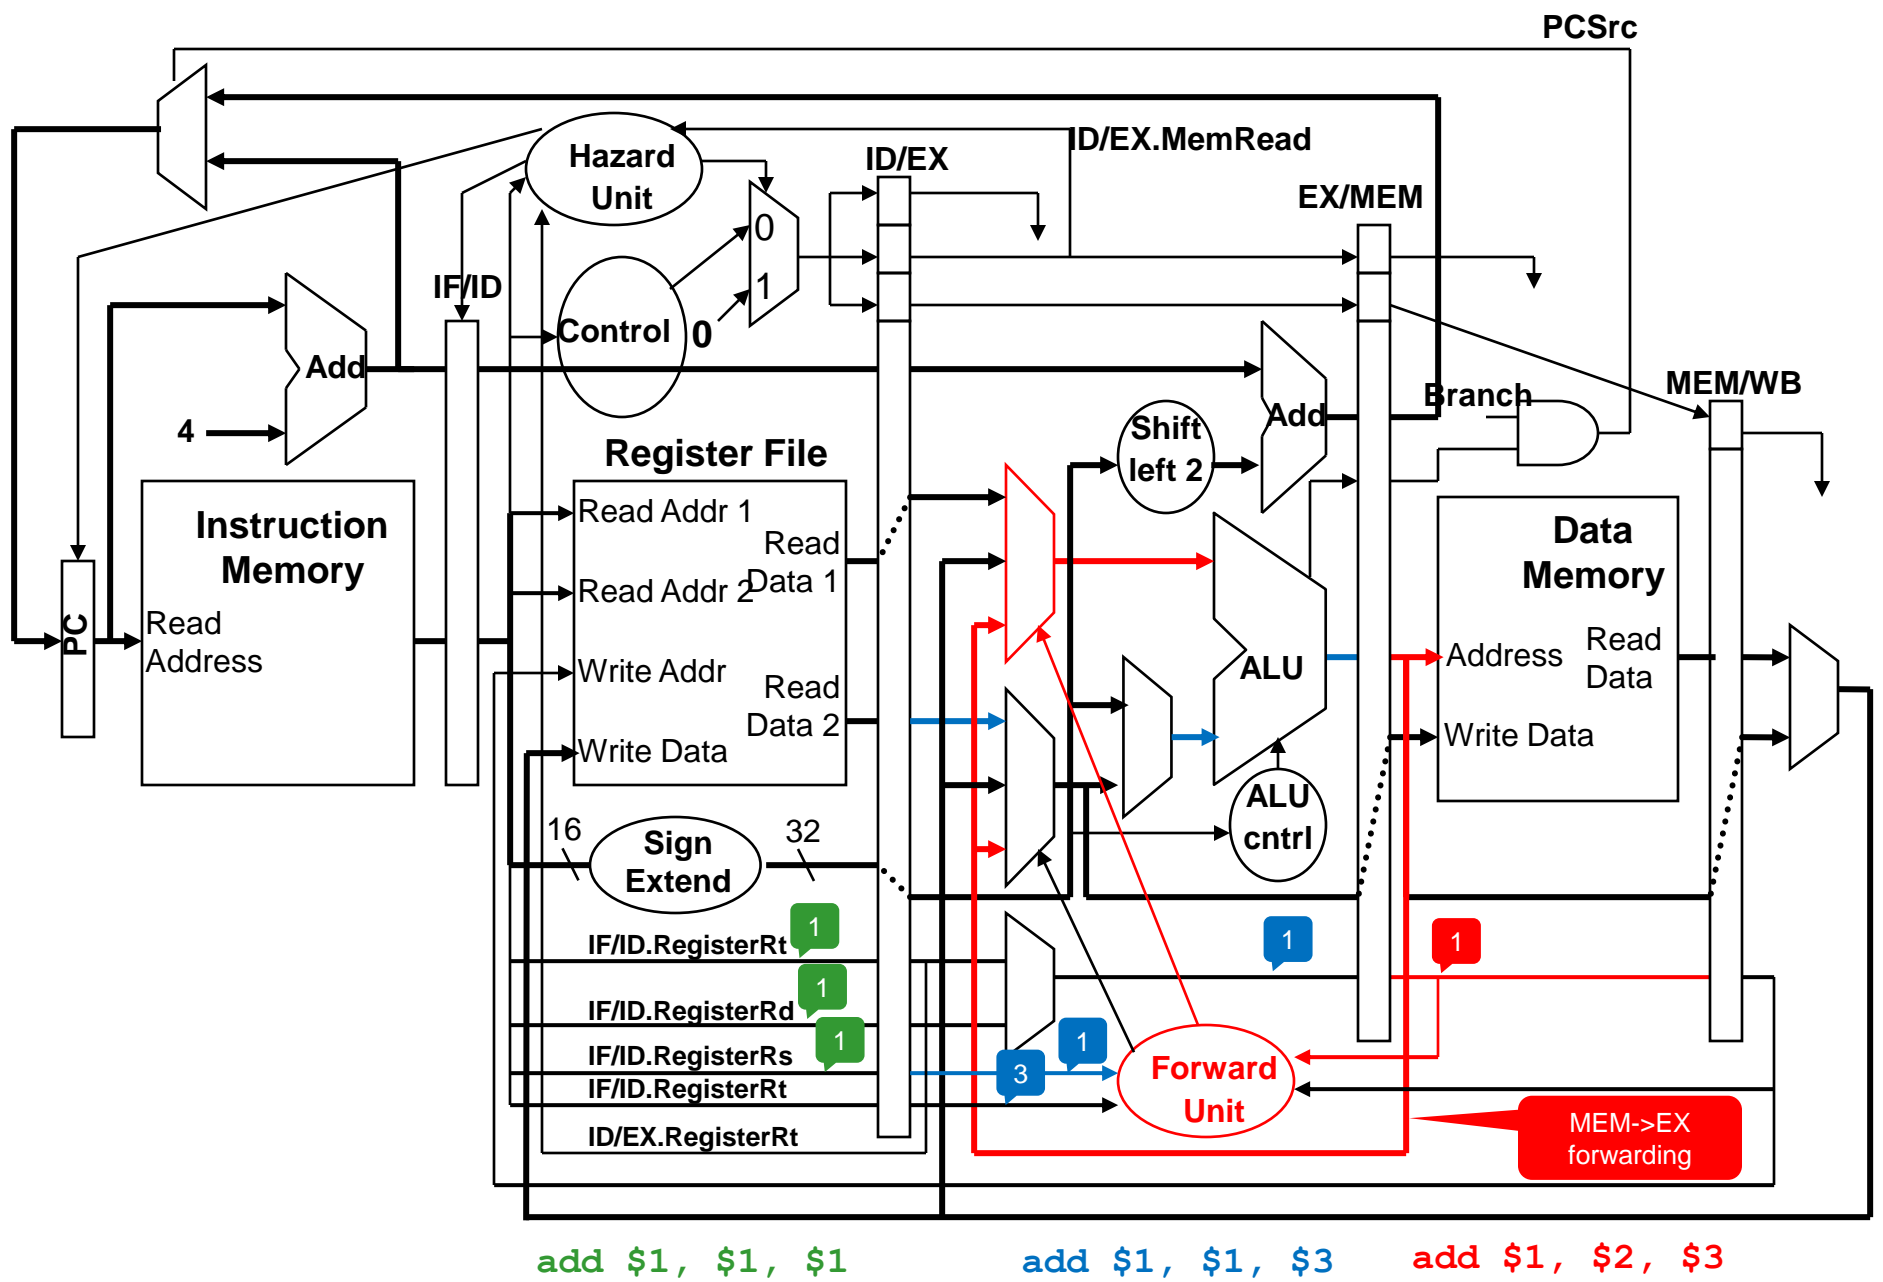 PCSrc
Hazard
Unit
ID/EX.MemRead
ID/EX
EX/MEM
0
1
IF/ID
Control
0
Add
4
MEM/WB
Branch
Add
Shift
left 2
Register File
Instruction
Memory
Read Addr 1
Read
Data 1
Data
Memory
Read Addr 2
PC
Read
Address
Write Addr
ALU
Address
Read
Data
Read
Data 2
Write Data
Write Data
ALU
cntrl
16
Sign
Extend
32
IF/ID.RegisterRt
1
1
1
IF/ID.RegisterRd
1
IF/ID.RegisterRs
1
1
3
IF/ID.RegisterRt
Forward
Unit
ID/EX.RegisterRt
MEM->EX
forwarding
add $1, $1, $1
add $1, $1, $3
add $1, $2, $3